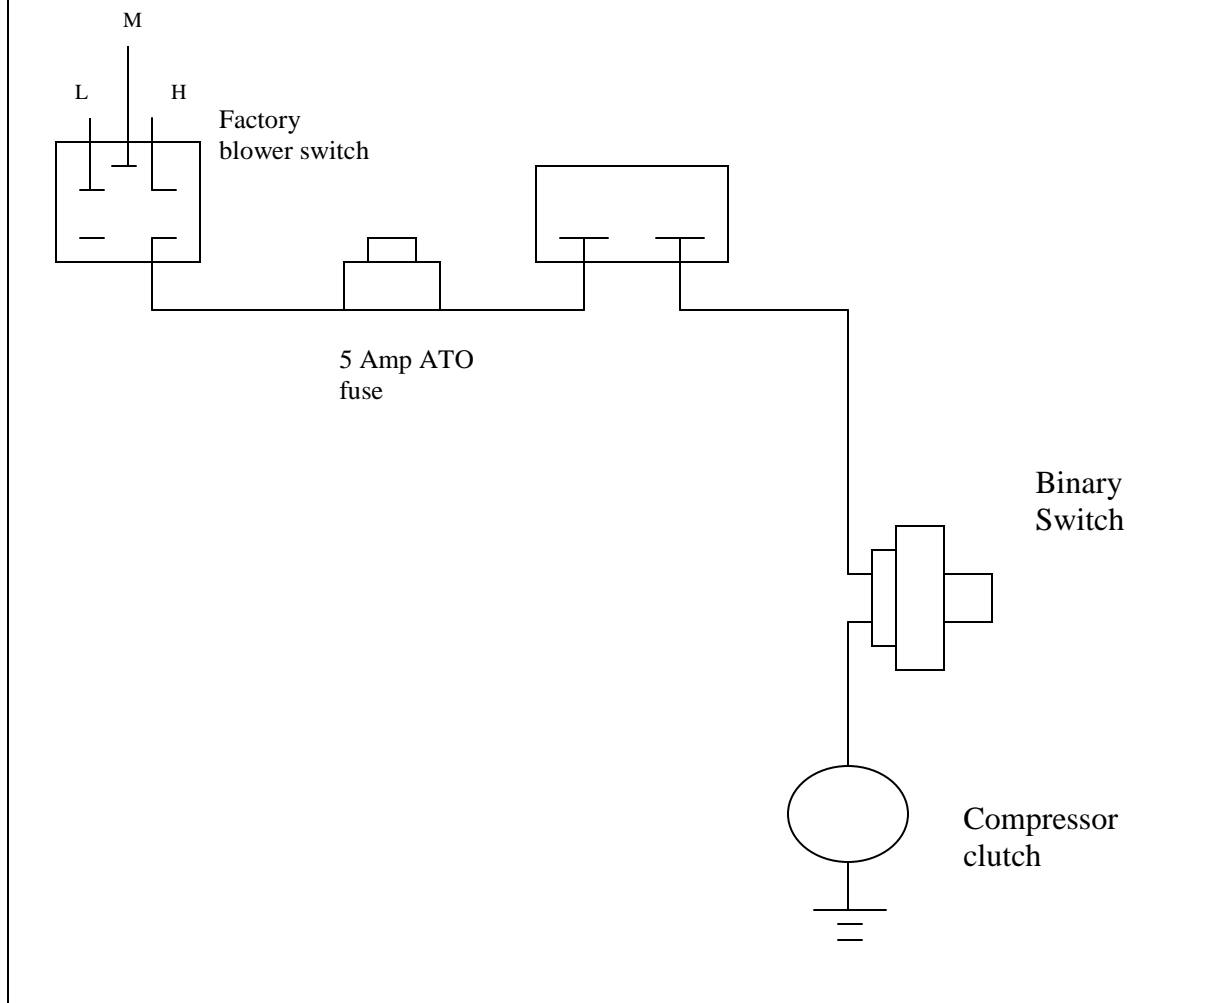 M
L
H
Factory
blower switch
5 Amp ATO
fuse
Binary
Switch
Compressor
clutch